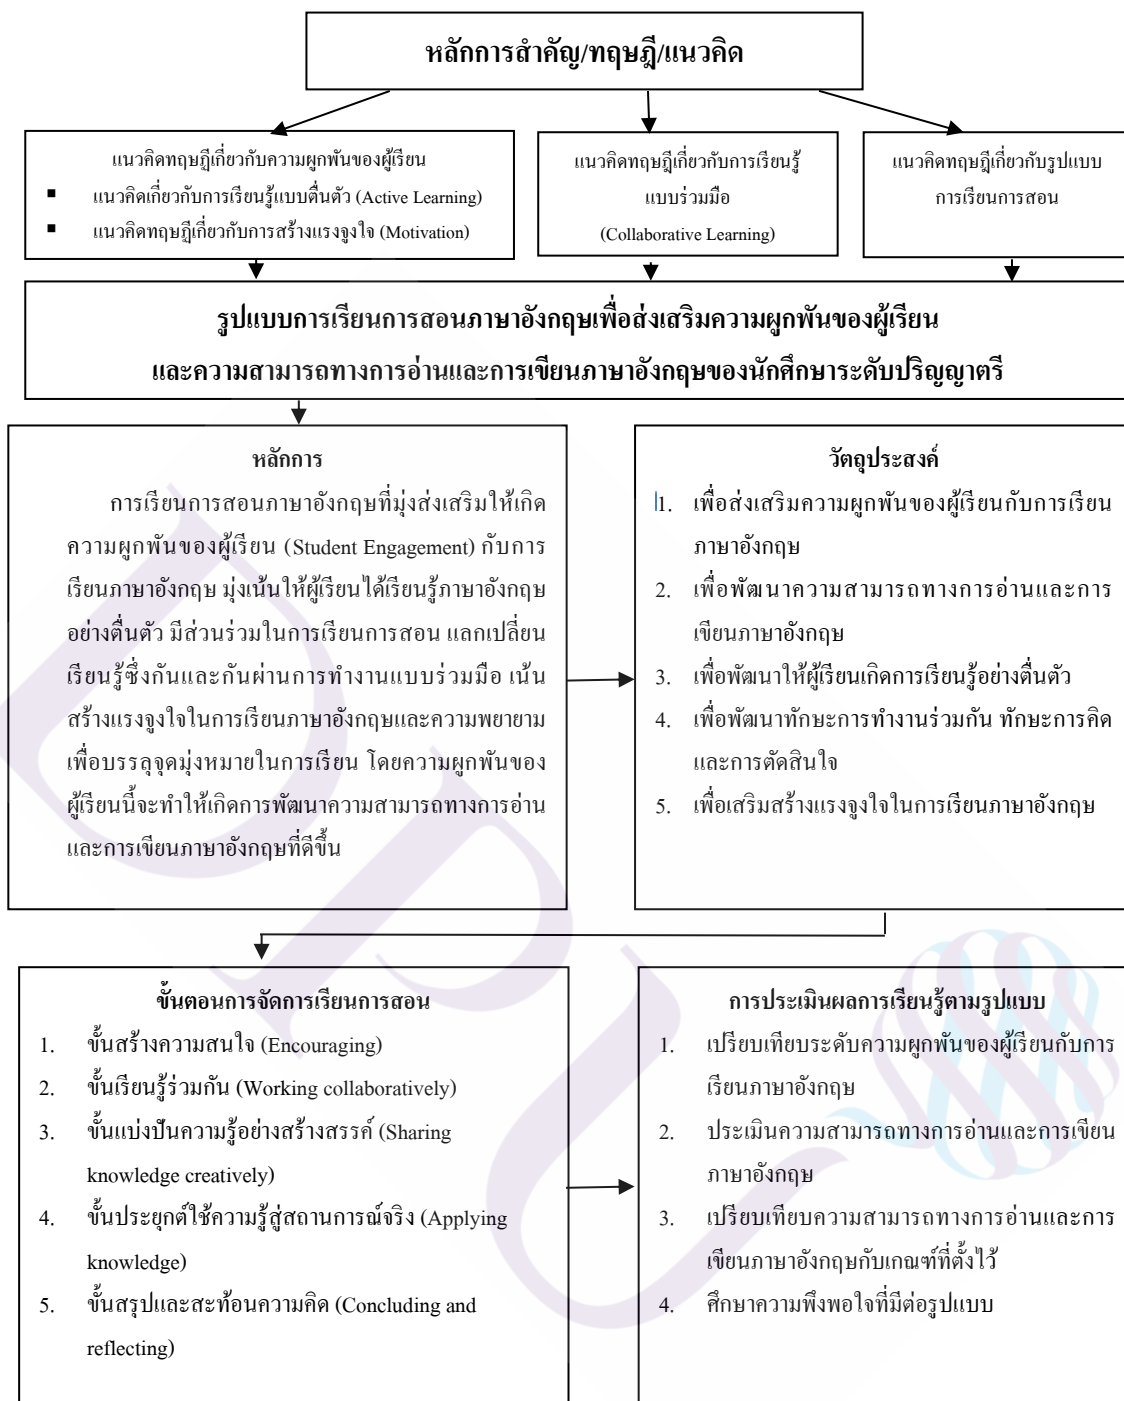 หลักการสำคัญ/ทฤษฎี/แนวคิด
แนวคิดทฤษฏีเกี่ยวกับความผูกพันของผู้เรียน
▪ แนวคิดเกี่ยวกับการเรียนรู้แบบตื่นตัว (Active Learning)
▪ แนวคิดทฤษฏีเกี่ยวกับการสร้างแรงจูงใจ (Motivation)
แนวคิดทฤษฎีเกี่ยวกับการเรียนรู้
แบบร่วมมือ
(Collaborative Learning)
แนวคิดทฤษฎีเกี่ยวกับรูปแบบ
การเรียนการสอน
รูปแบบการเรียนการสอนภาษาอังกฤษเพื่อส่งเสริมความผูกพันของผู้เรียน
และความสามารถทางการอ่านและการเขียนภาษาอังกฤษของนักศึกษาระดับปริญญาตรี
หลักการ
การเรียนการสอนภาษาอังกฤษที่มุ่งส่งเสริมให้เกิด
ความผูกพันของผู้เรียน (Student Engagement) กับการ
เรียนภาษาอังกฤษ มุ่งเน้นให้ผู้เรียนได้เรียนรู้ภาษาอังกฤษ
อย่างตื่นตัว มีส่วนร่วมในการเรียนการสอน แลกเปลี่ยน
เรียนรู้ซึ่งกันและกันผ่านการทำงานแบบร่วมมือ เน้น
สร้างแรงจูงใจในการเรียนภาษาอังกฤษและความพยายาม
เพื่อบรรลุจุดมุ่งหมายในการเรียน โดยความผูกพันของ
ผู้เรียนนี้จะทำให้เกิดการพัฒนาความสามารถทางการอ่าน
และการเขียนภาษาอังกฤษที่ดีขึ้น
วัตถุประสงค์
1. เพื่อส่งเสริมความผูกพันของผู้เรียนกับการเรียน
ภาษาอังกฤษ
2. เพื่อพัฒนาความสามารถทางการอ่านและการ
เขียนภาษาอังกฤษ
3. เพื่อพัฒนาให้ผู้เรียนเกิดการเรียนรู้อย่างตื่นตัว
4. เพื่อพัฒนาทักษะการทำงานร่วมกัน ทักษะการคิด
และการตัดสินใจ
5. เพื่อเสริมสร้างแรงจูงใจในการเรียนภาษาอังกฤษ
ขั้นตอนการจัดการเรียนการสอน
1. ขั้นสร้างความสนใจ (Encouraging)
2. ขั้นเรียนรู้ร่วมกัน (Working collaboratively)
3. ขั้นแบ่งปันความรู้อย่างสร้างสรรค์ (Sharing
knowledge creatively)
4. ขั้นประยุกต์ใช้ความรู้สู่สถานการณ์จริง (Applying
knowledge)
5. ขั้นสรุปและสะท้อนความคิด (Concluding and
reflecting)
การประเมินผลการเรียนรู้ตามรูปแบบ
1. เปรียบเทียบระดับความผูกพันของผู้เรียนกับการ
เรียนภาษาอังกฤษ
2. ประเมินความสามารถทางการอ่านและการเขียน
ภาษาอังกฤษ
3. เปรียบเทียบความสามารถทางการอ่านและการ
เขียนภาษาอังกฤษกับเกณฑ์ที่ตั้งไว้
4. ศึกษาความพึงพอใจที่มีต่อรูปแบบ
DPU